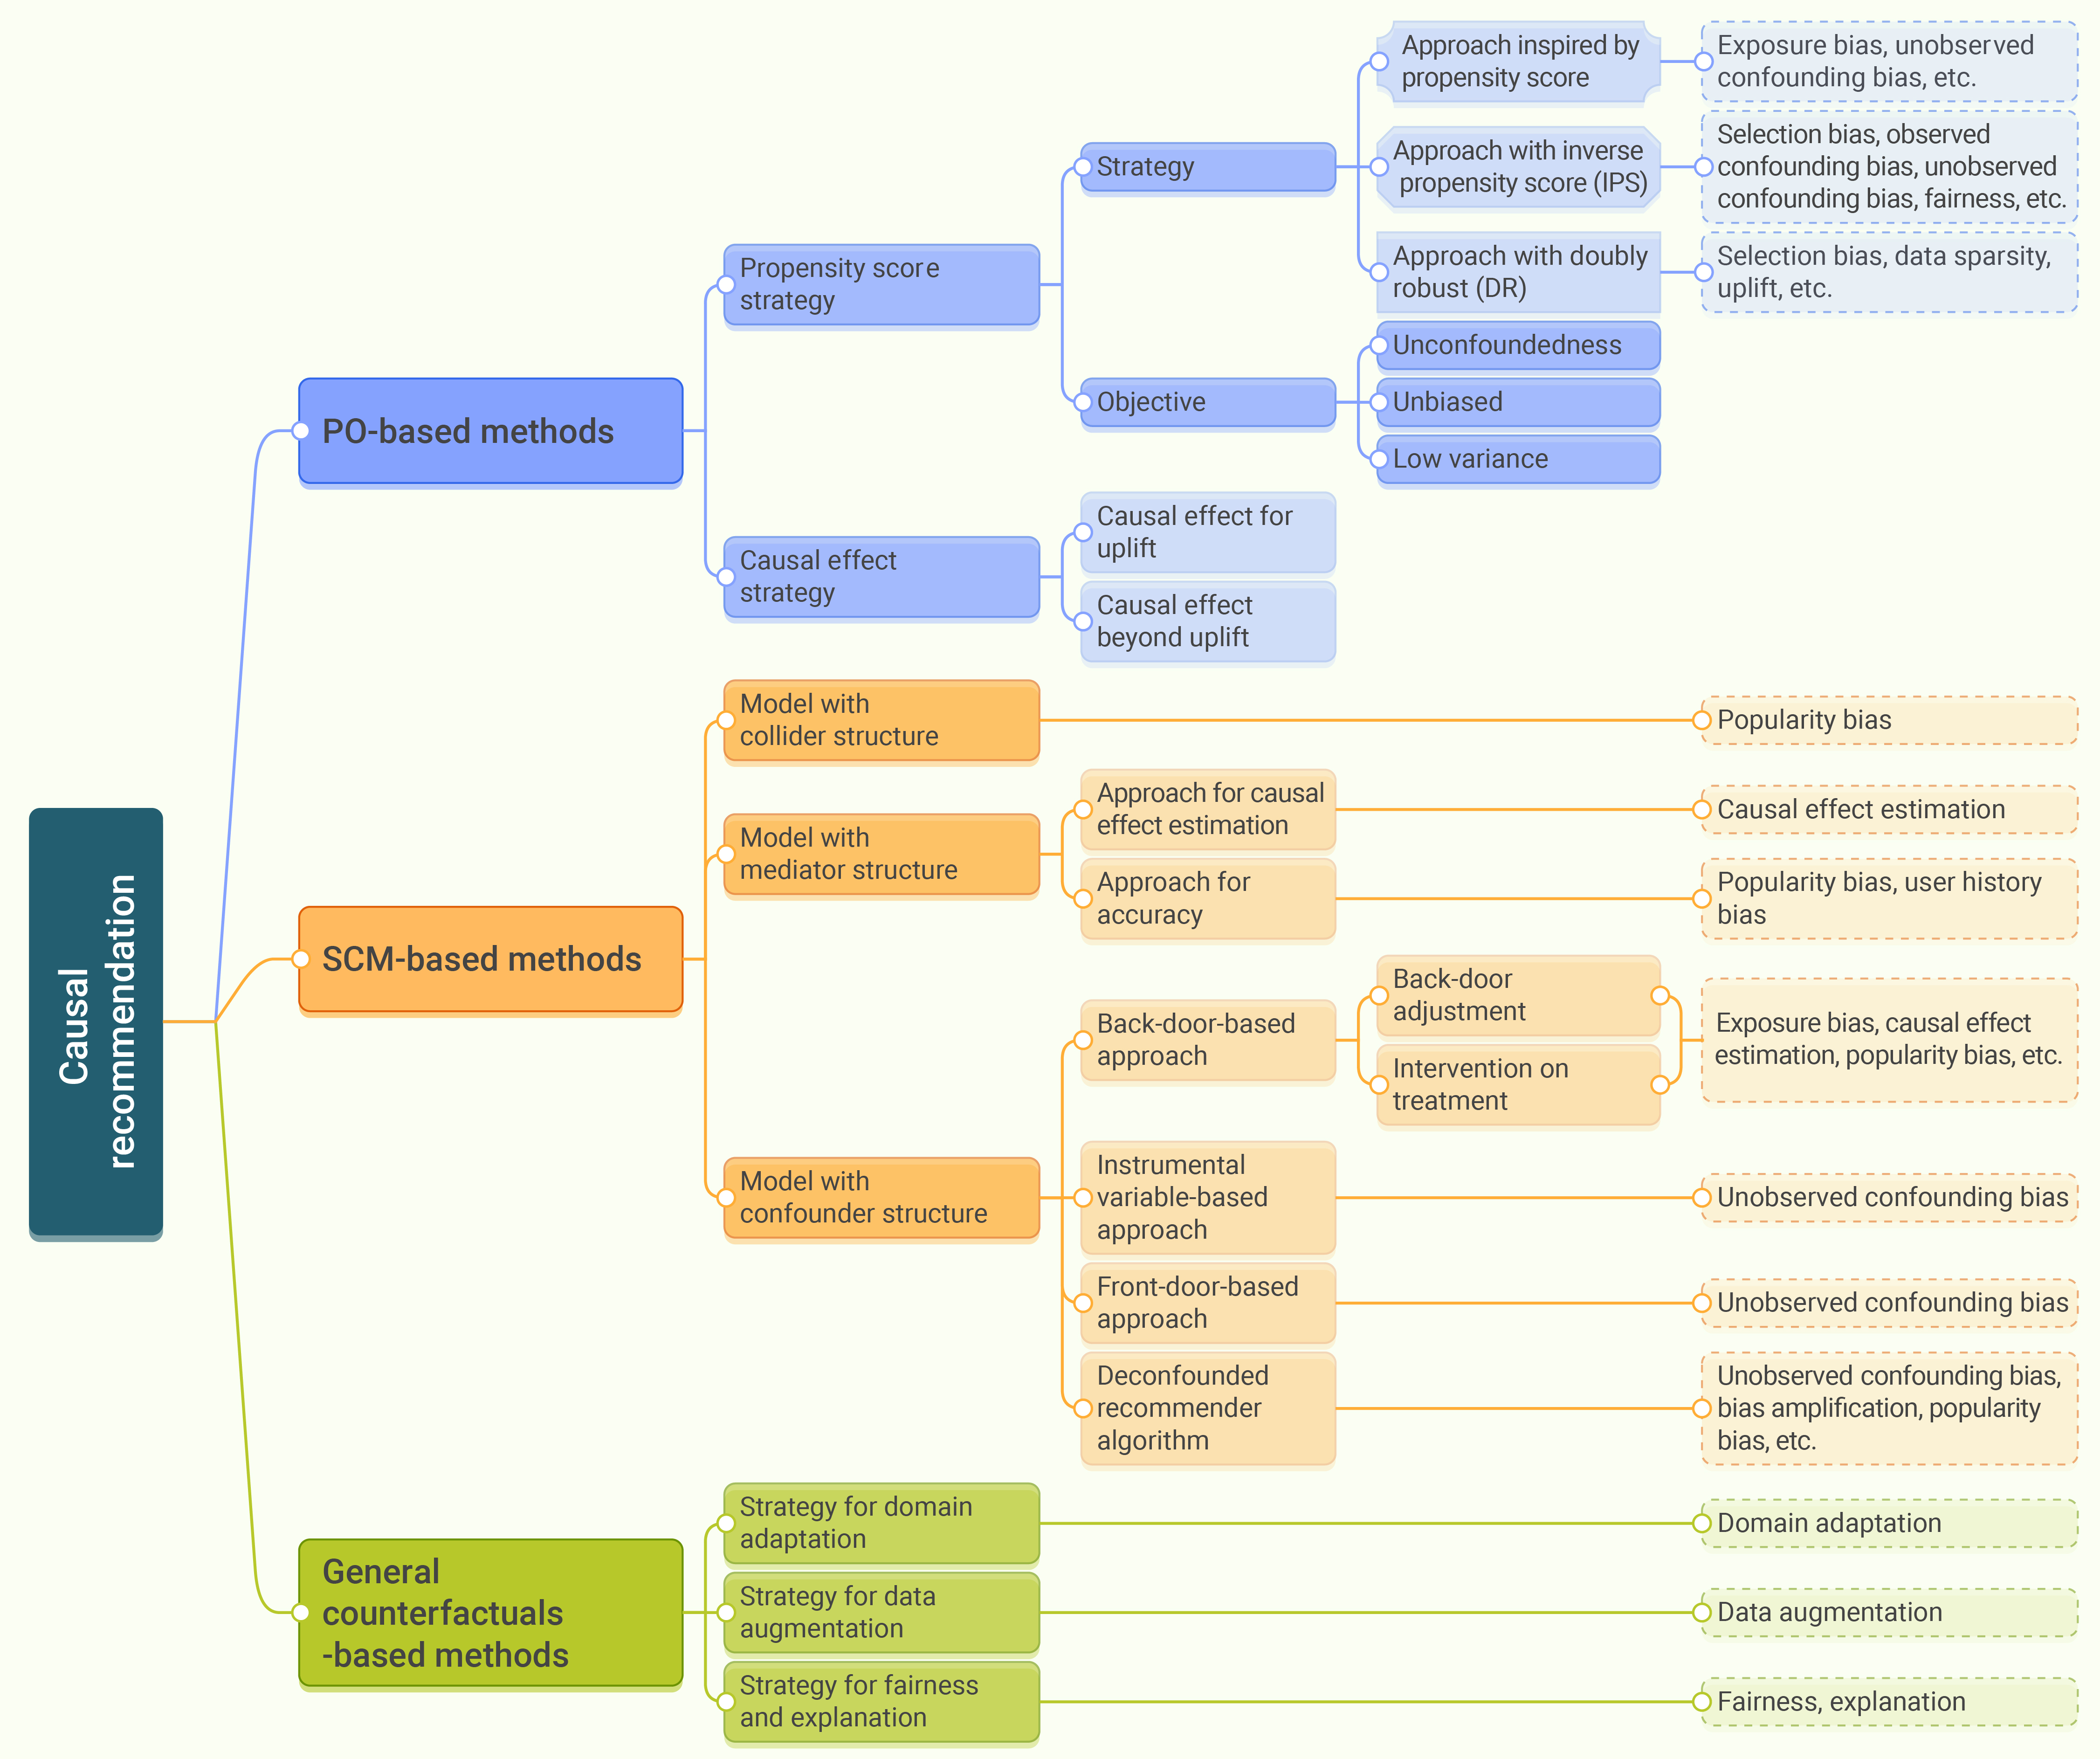 Causal
recommendation
PO-based methods
Propensity score
strategy
Strategy
Approach inspired by
propensity score
Exposure bias, unobserved
confounding bias, etc.
Approach with inverse
propensity score (IPS)
Selection bias, observed
confounding bias, unobserved
confounding bias, fairness, etc.
Approach with doubly
robust (DR)
Selection bias, data sparsity,
uplift, etc.
Objective
Unconfoundedness
Unbiased
Low variance
Causal effect
strategy
Causal effect for
uplift
Causal effect
beyond uplift
SCM-based methods
Model with
collider structure
Popularity bias
Model with
mediator structure
Approach for causal
effect estimation
Causal effect estimation
Approach for
accuracy
Popularity bias, user history
bias
Model with
confounder structure
Back-door-based
approach
Back-door
adjustment
Intervention on
treatment
Exposure bias, causal effect
estimation, popularity bias, etc.
Instrumental
variable-based
approach
Unobserved confounding bias
Front-door-based
approach
Unobserved confounding bias
Deconfounded
recommender
algorithm
Unobserved confounding bias,
bias amplification, popularity
bias, etc.
General
counterfactuals
-based methods
Strategy for domain
adaptation
Domain adaptation
Strategy for data
augmentation
Data augmentation
Strategy for fairness
and explanation
Fairness, explanation